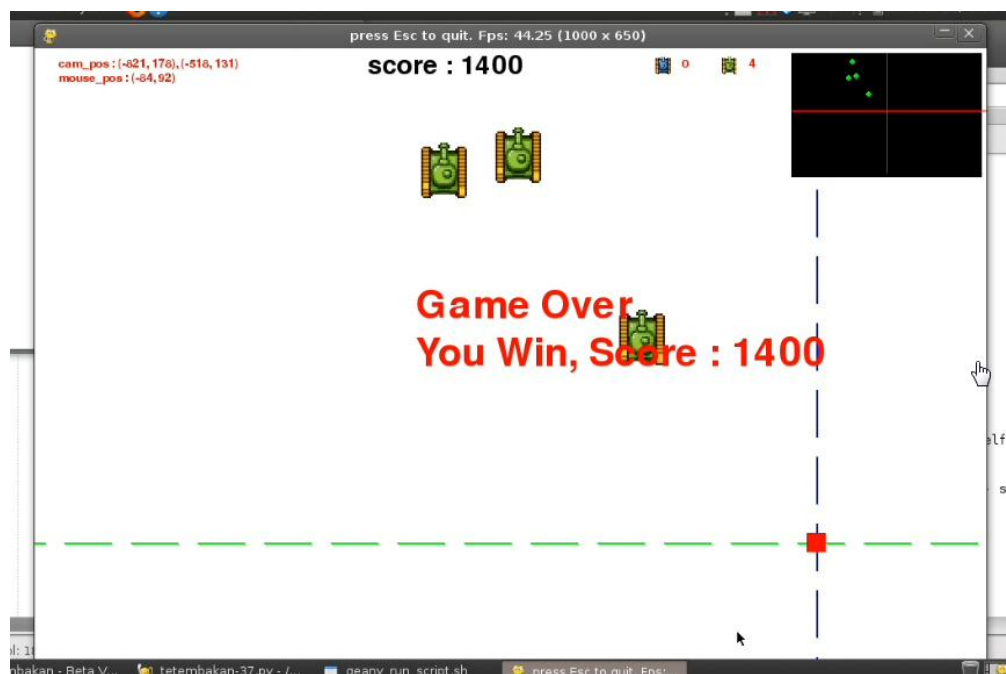 press Esc to quit. Fps: 44.25 (1000 x 650)
cam_pos : (-821, 178),(-518, 131)
mouse_pos : (-84, 92)
score : 1400
0
4
Game Over
You Win, Score : 1400
elf
s
tetembakan-37.py - /...
geany_run_script.sh
press Esc to quit. Fps: